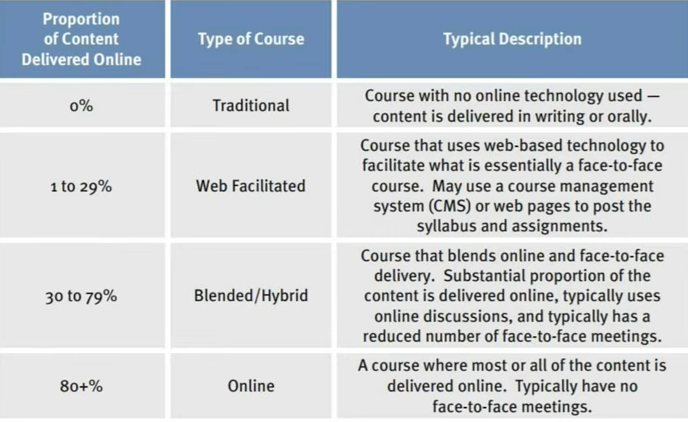 Proportion
of Content
Delivered Online
Type of Course
Typical Description
0%
Traditional
Course with no online technology used —
content is delivered in writing or orally.
1 to 29%
Web Facilitated
Course that uses web-based technology to
facilitate what is essentially a face-to-face
course. May use a course management
system (CMS) or web pages to post the
syllabus and assignments.
30 to 79%
Blended/Hybrid
Course that blends online and face-to-face
delivery. Substantial proportion of the
content is delivered online, typically uses
online discussions, and typically has a
reduced number of face-to-face meetings.
80+%
Online
A course where most or all of the content is
delivered online. Typically have no
face-to-face meetings.